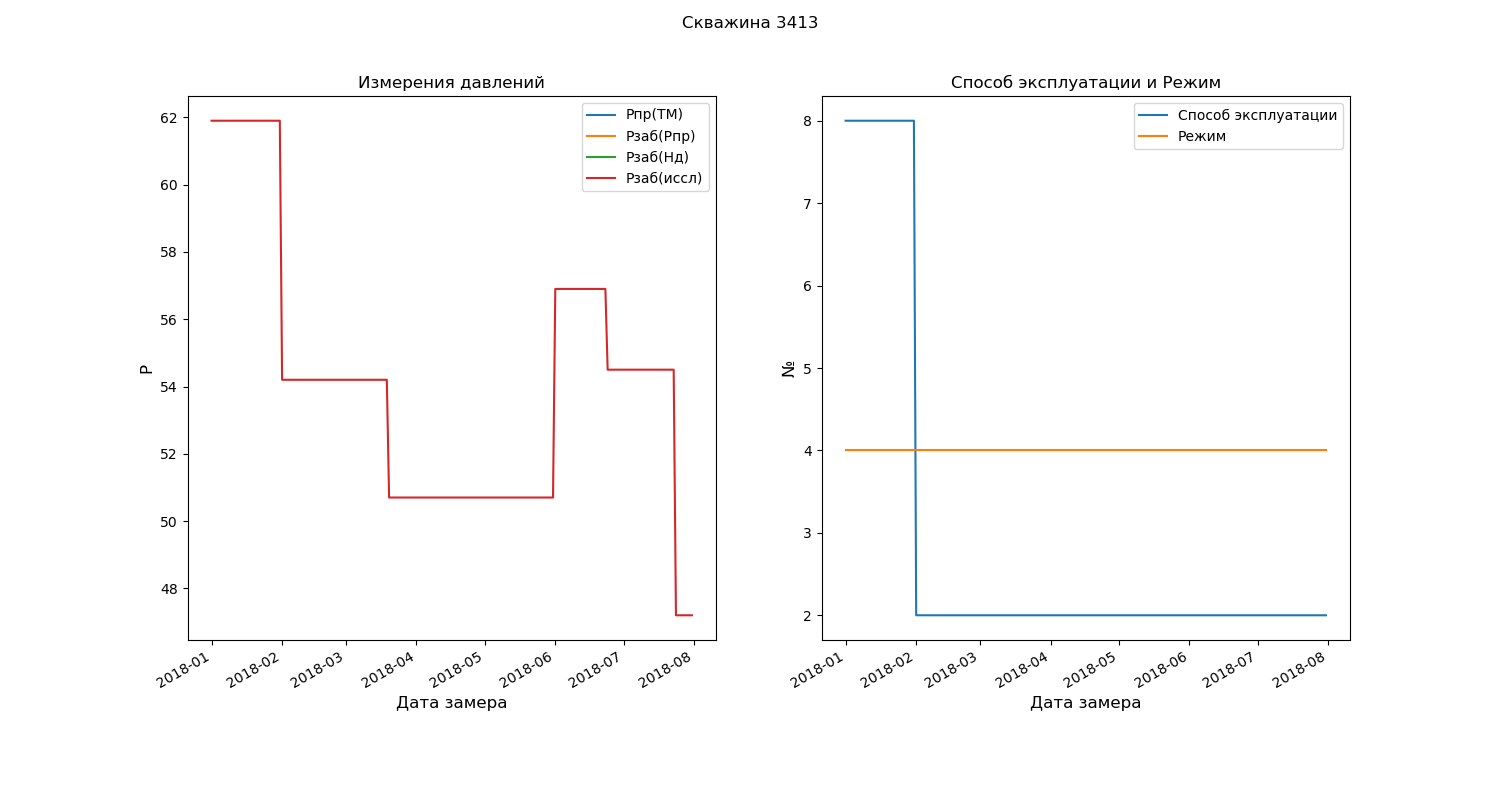 Скважина 3413
Измерения давлений
Рпр(ТМ)
Рзаб(Рпр)
Рзаб(Нд)
Рзаб(иссл)
62
60
58
56
54
52
50
48
Р
2018-01
2018-02
2018-03
2018-04
2018-05
2018-06
2018-07
2018-08
Дата замера
Способ эксплуатации и Режим
Способ эксплуатации
Режим
8
7
6
5
4
3
2
№
2018-01
2018-02
2018-03
2018-04
2018-05
2018-06
2018-07
2018-08
Дата замера